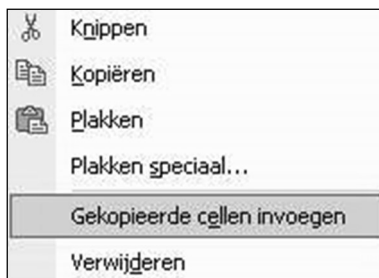 Knippen
Kopiëren
Plakken
Plakken speciaal...
Gekopieerde cellen invoegen
Verwijderen